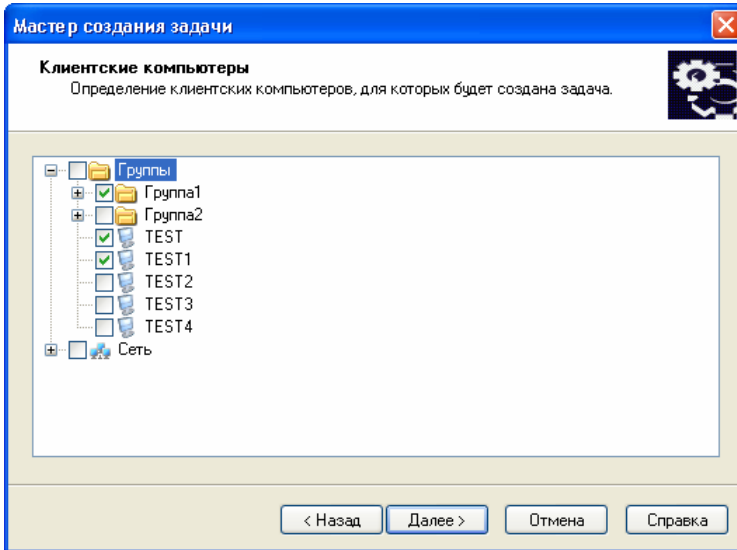 Мастер создания задачи
Клиентские компьютеры
Определение клиентских компьютеров, для которых будет создана задача.
Группы
Группа1
Группа2
TEST
TEST1
TEST2
TEST3
TEST4
Сеть
< Назад Далее > Отмена Справка